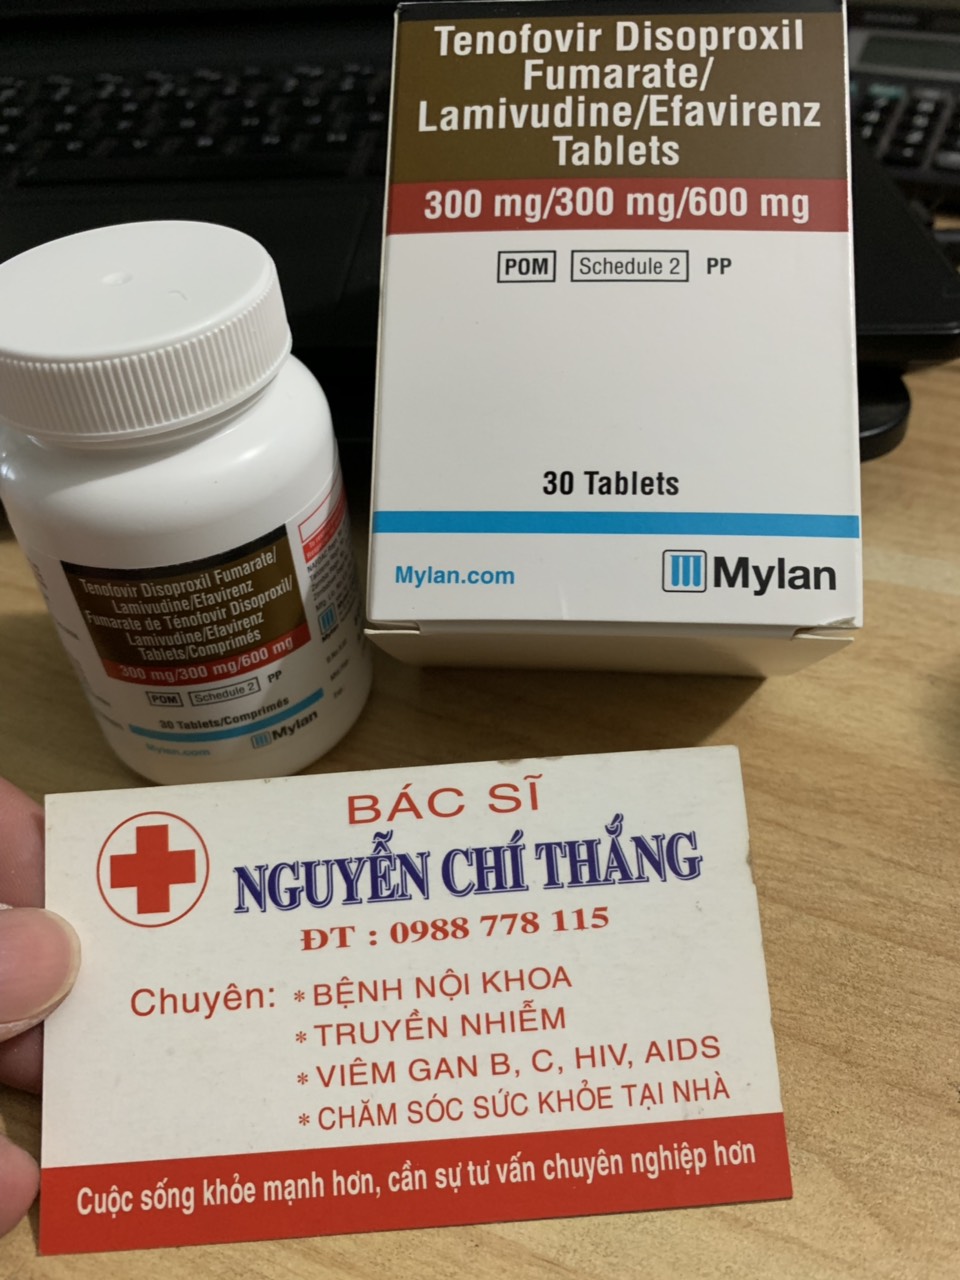 Tenofovir Disoproxil
Fumarate/
Lamivudine/Efavirenz
Tablets
300 mg/300 mg/600 mg
POM Schedule 2 PP
30 Tablets
Mylan.com
Mylan
Tenofovir Disoproxil Fumarate/
Lamivudine/Efavirenz
Fumarate de Ténofovir Disoproxil/
Lamivudine/Efavirenz
Tablets/Comprimés
300 mg/300 mg/600 mg
POM Schedule 2 PP
30 Tablets/Comprimés
Mylan.com
Mylan
BÁC SĨ
NGUYỄN CHÍ THẮNG
ĐT : 0988 778 115
Chuyên: * BỆNH NỘI KHOA
* TRUYỀN NHIỄM
* VIÊM GAN B, C, HIV, AIDS
* CHĂM SÓC SỨC KHỎE TẠI NHÀ
Cuộc sống khỏe mạnh hơn, cần sự tư vấn chuyên nghiệp hơn